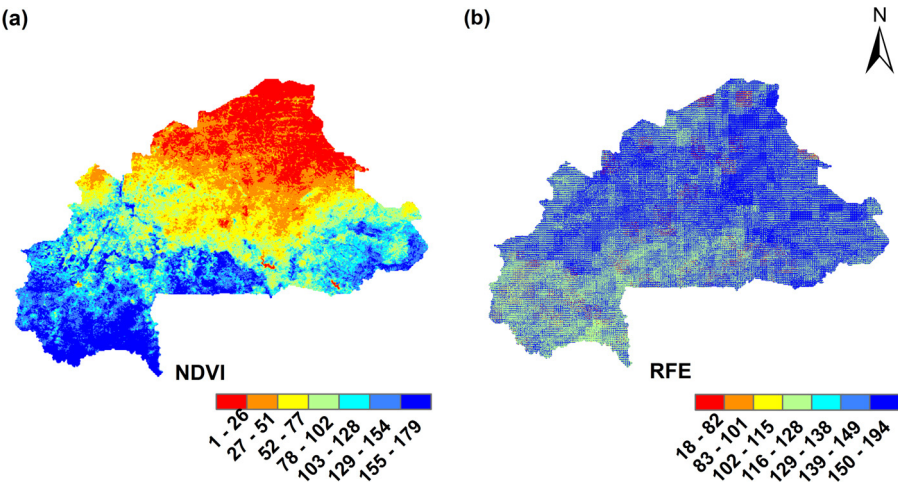 (a)
(b)
N
NDVI
1 - 26
27 - 51
52 - 77
78 - 102
103 - 128
129 - 154
155 - 179
RFE
18 - 82
83 - 101
102 - 115
116 - 128
129 - 138
139 - 149
150 - 194